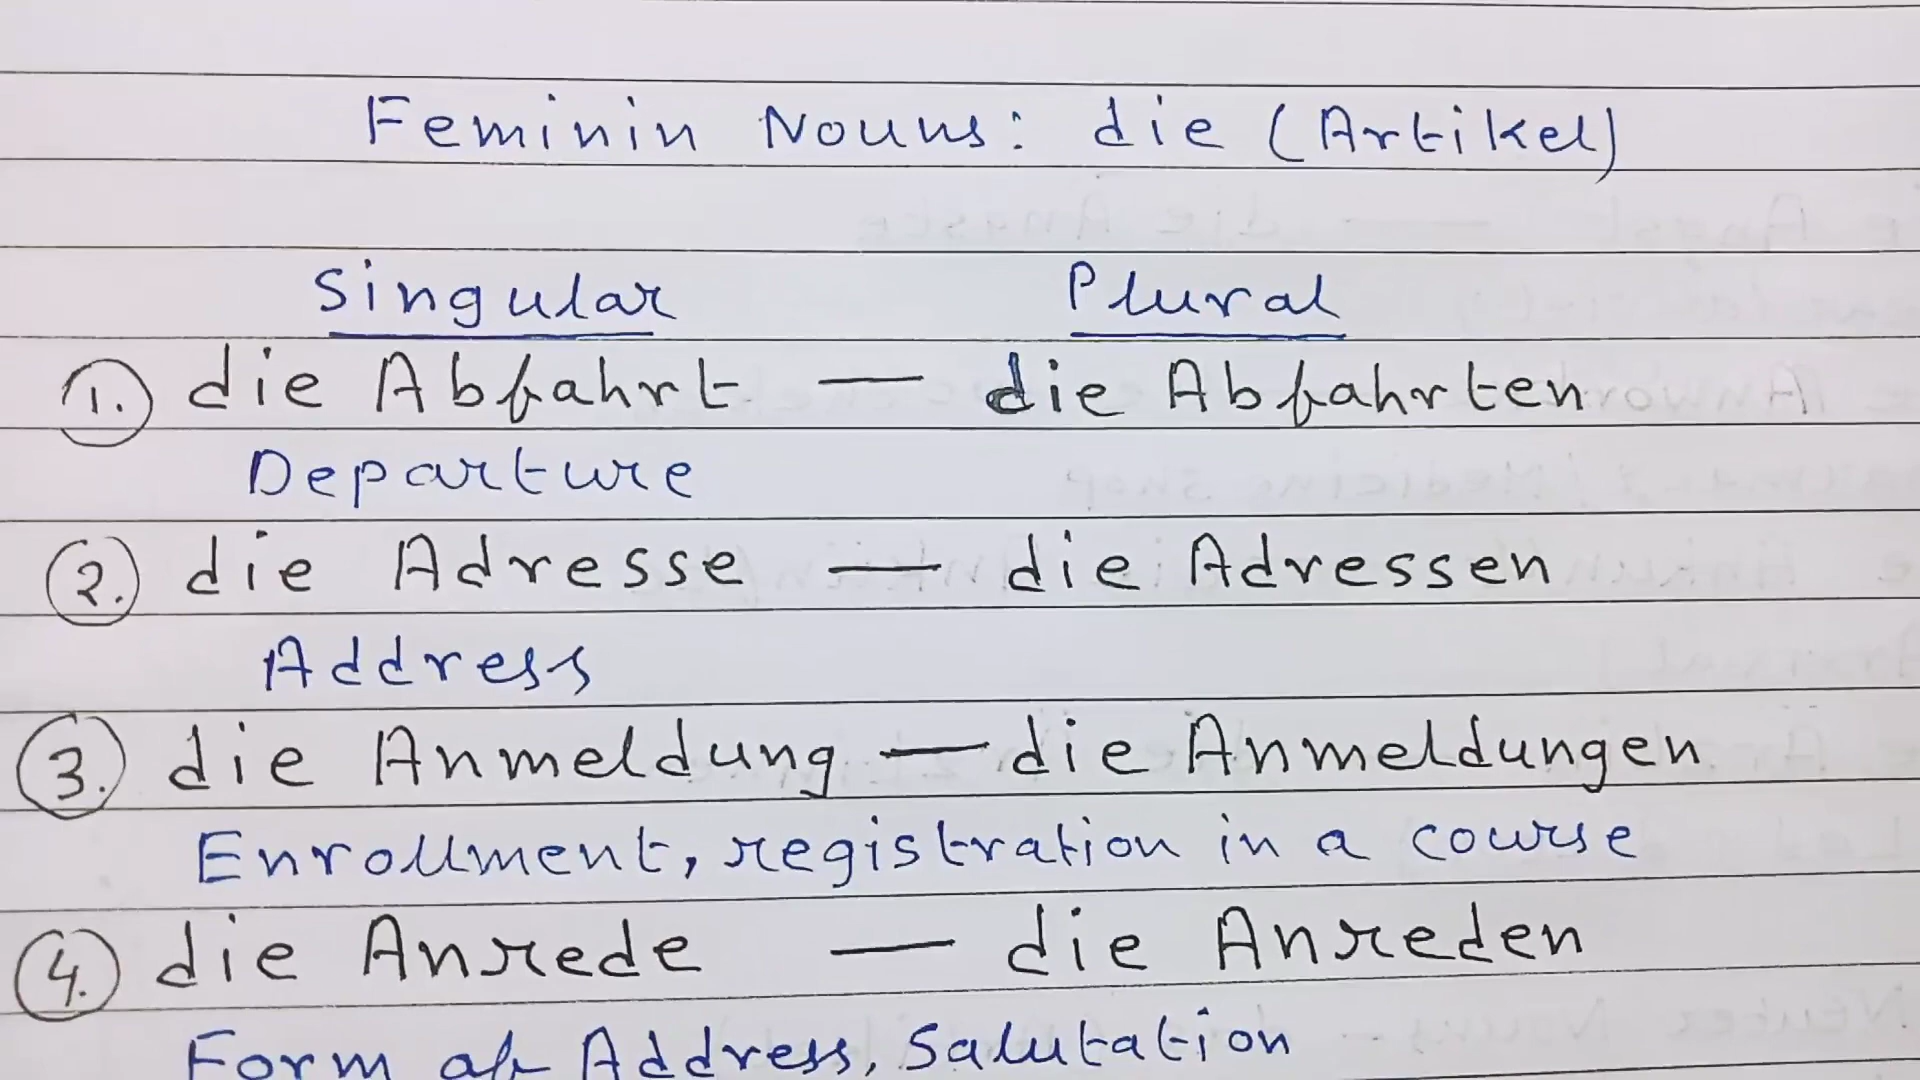 Feminin Nouns: die (Artikel)
Singular Plural
1. die Abfahrt — die Abfahrten
Departure
2. die Adresse — die Adressen
Address
3. die Anmeldung — die Anmeldungen
Enrollment, registration in a course
4. die Anrede — die Anreden
Form of Address, Salutation